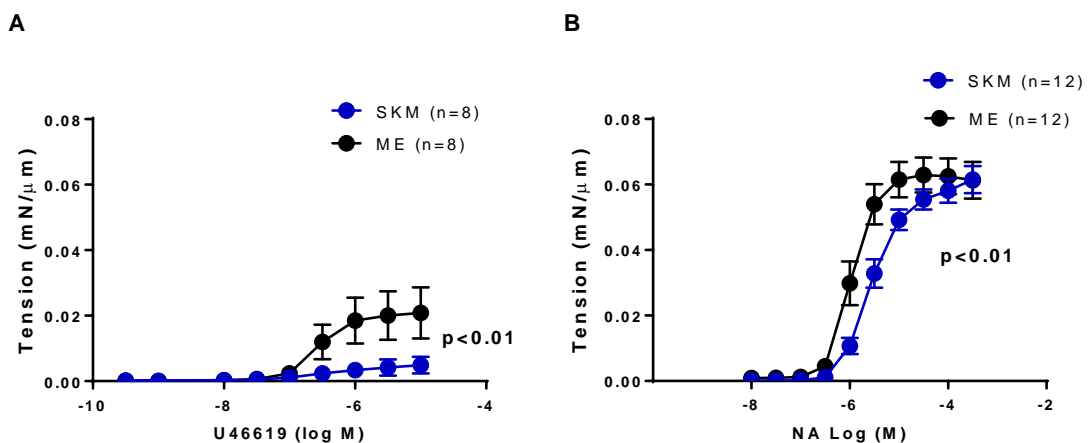 A
B
SKM (n=8)
ME (n=8)
SKM (n=12)
ME (n=12)
Tension (mN/μm)
0.08
0.06
0.04
0.02
0.00
p<0.01
-10
-8
-6
-4
U46619 (log M)
Tension (mN/μm)
0.08
0.06
0.04
0.02
0.00
p<0.01
-8
-6
-4
-2
NA Log (M)